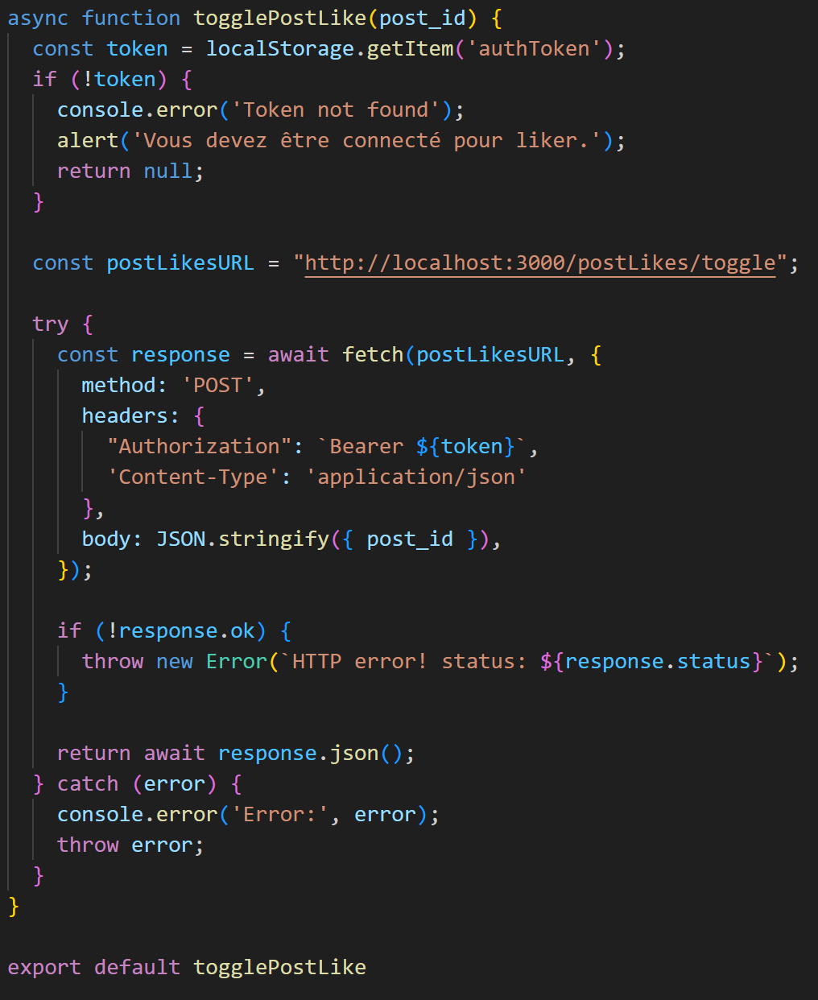 async function togglePostLike(post_id) {
  const token = localStorage.getItem('authToken');
  if (!token) {
    console.error('Token not found');
    alert('Vous devez être connecté pour liker.');
    return null;
  }

  const postLikesURL = "http://localhost:3000/postLikes/toggle";

  try {
    const response = await fetch(postLikesURL, {
      method: 'POST',
      headers: {
        "Authorization": `Bearer ${token}`,
        'Content-Type': 'application/json'
      },
      body: JSON.stringify({ post_id }),
    });

    if (!response.ok) {
      throw new Error(`HTTP error! status: ${response.status}`);
    }

    return await response.json();
  } catch (error) {
    console.error('Error:', error);
    throw error;
  }
}

export default togglePostLike